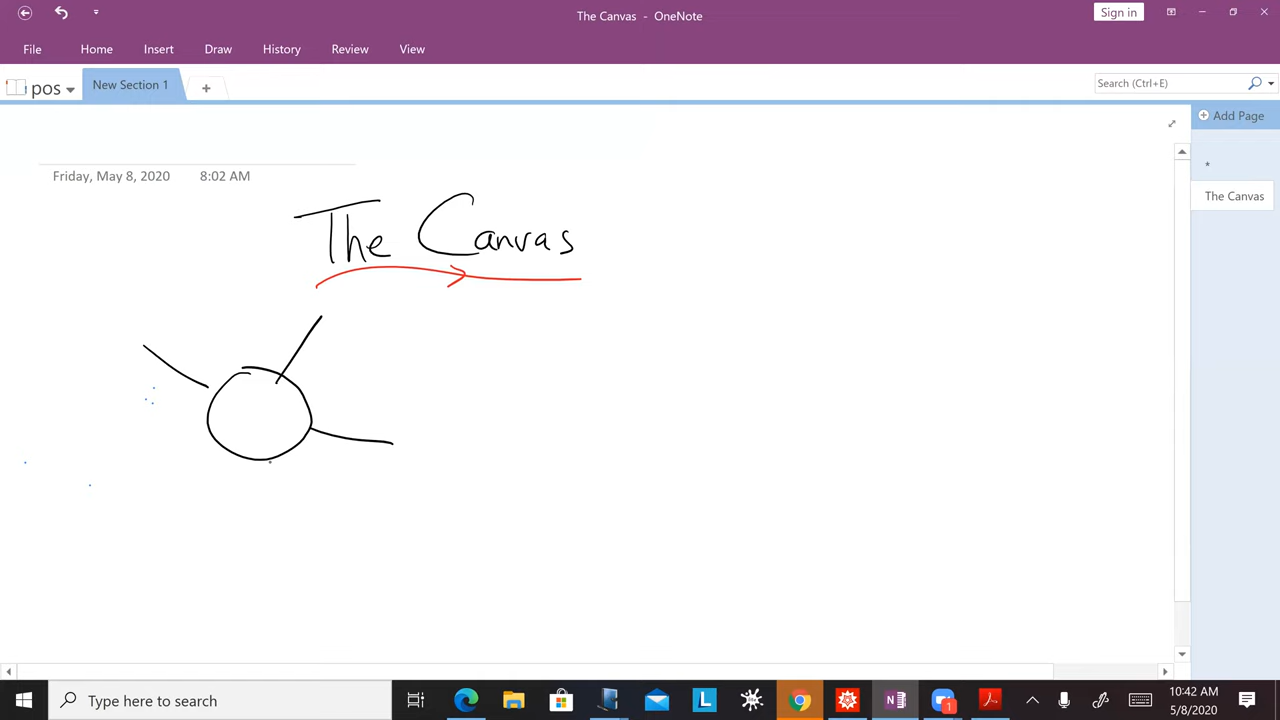 The Canvas - OneNote
Sign in
File Home Insert Draw History Review View
pos New Section 1 +
Search (Ctrl+E)
Add Page
Friday, May 8, 2020 8:02 AM
*
The Canvas
The Canvas
Type here to search
L
N
1
10:42 AM
5/8/2020